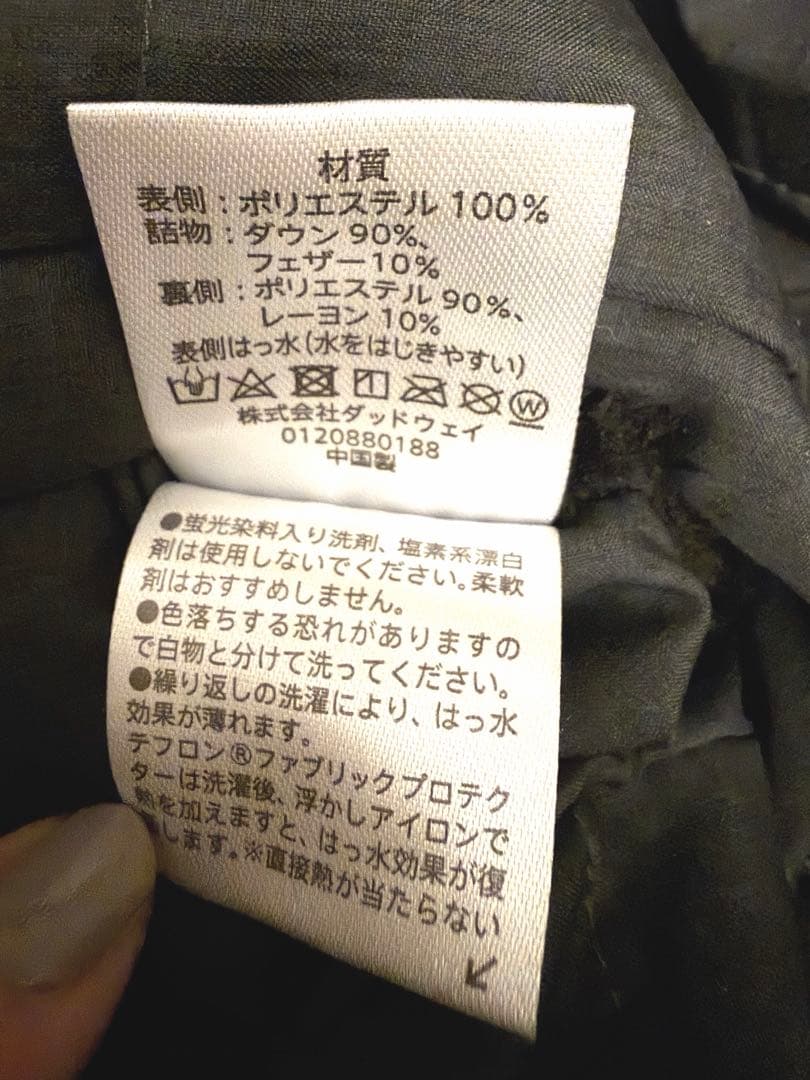 材質
表側：ポリエステル 100%
詰物：ダウン 90%、
フェザー10%
裏側：ポリエステル 90%、
レーヨン 10%
表側はっ水（水をはじきやすい）
W
株式会社ダッドウェイ
0120880188
中国製
●蛍光染料入り洗剤、塩素系漂白
剤は使用しないでください。柔軟
剤はおすすめしません。
●色落ちする恐れがありますの
で白物と分けて洗ってください。
●繰り返しの洗濯により、はっ水
効果が薄れます。
テフロン®ファブリックプロテク
ターは洗濯後、浮かしアイロンで
熱を加えますと、はっ水効果が復
します。※直接熱が当たらない
↙